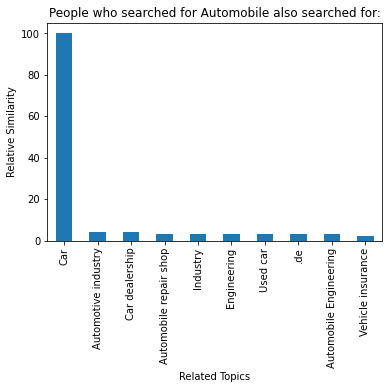 People who searched for Automobile also searched for:
100
80
60
40
20
0
Relative Similarity
Car
Automotive industry
Car dealership
Automobile repair shop
Industry
Engineering
Used car
.de
Automobile Engineering
Vehicle insurance
Related Topics